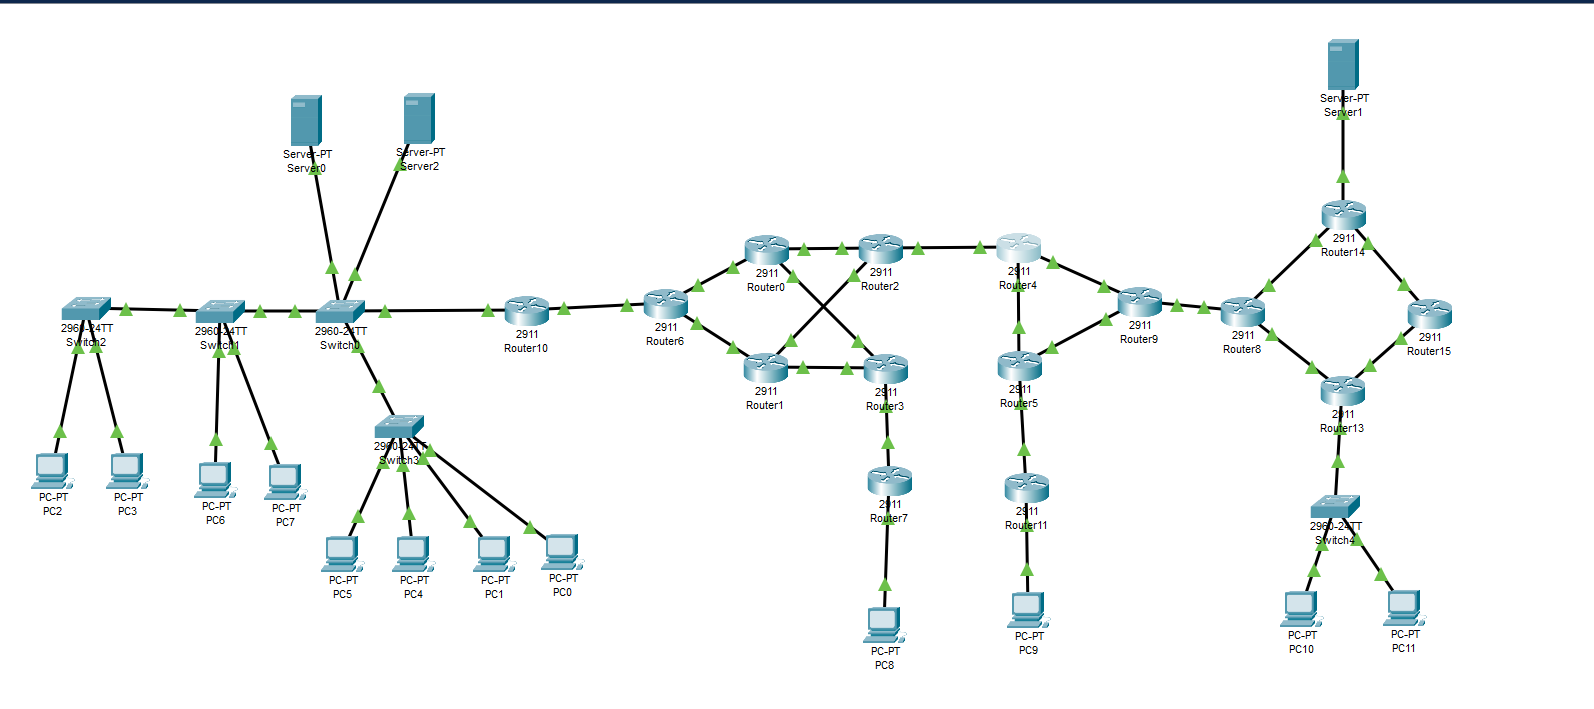 Server-PT
Server1
Server-PT
Server0
Server-PT
Server2
2911
Router14
2911
Router0
2911
Router2
2911
Router4
2960-24TT
Switch2
2960-24TT
Switch1
2960-24TT
Switch0
2911
Router10
2911
Router6
2911
Router9
2911
Router8
2911
Router15
2911
Router1
2911
Router3
2911
Router5
2911
Router13
2960-24TT
Switch3
PC-PT
PC2
PC-PT
PC3
PC-PT
PC6
PC-PT
PC7
2911
Router7
2911
Router11
2960-24TT
Switch4
PC-PT
PC5
PC-PT
PC4
PC-PT
PC1
PC-PT
PC0
PC-PT
PC8
PC-PT
PC9
PC-PT
PC10
PC-PT
PC11